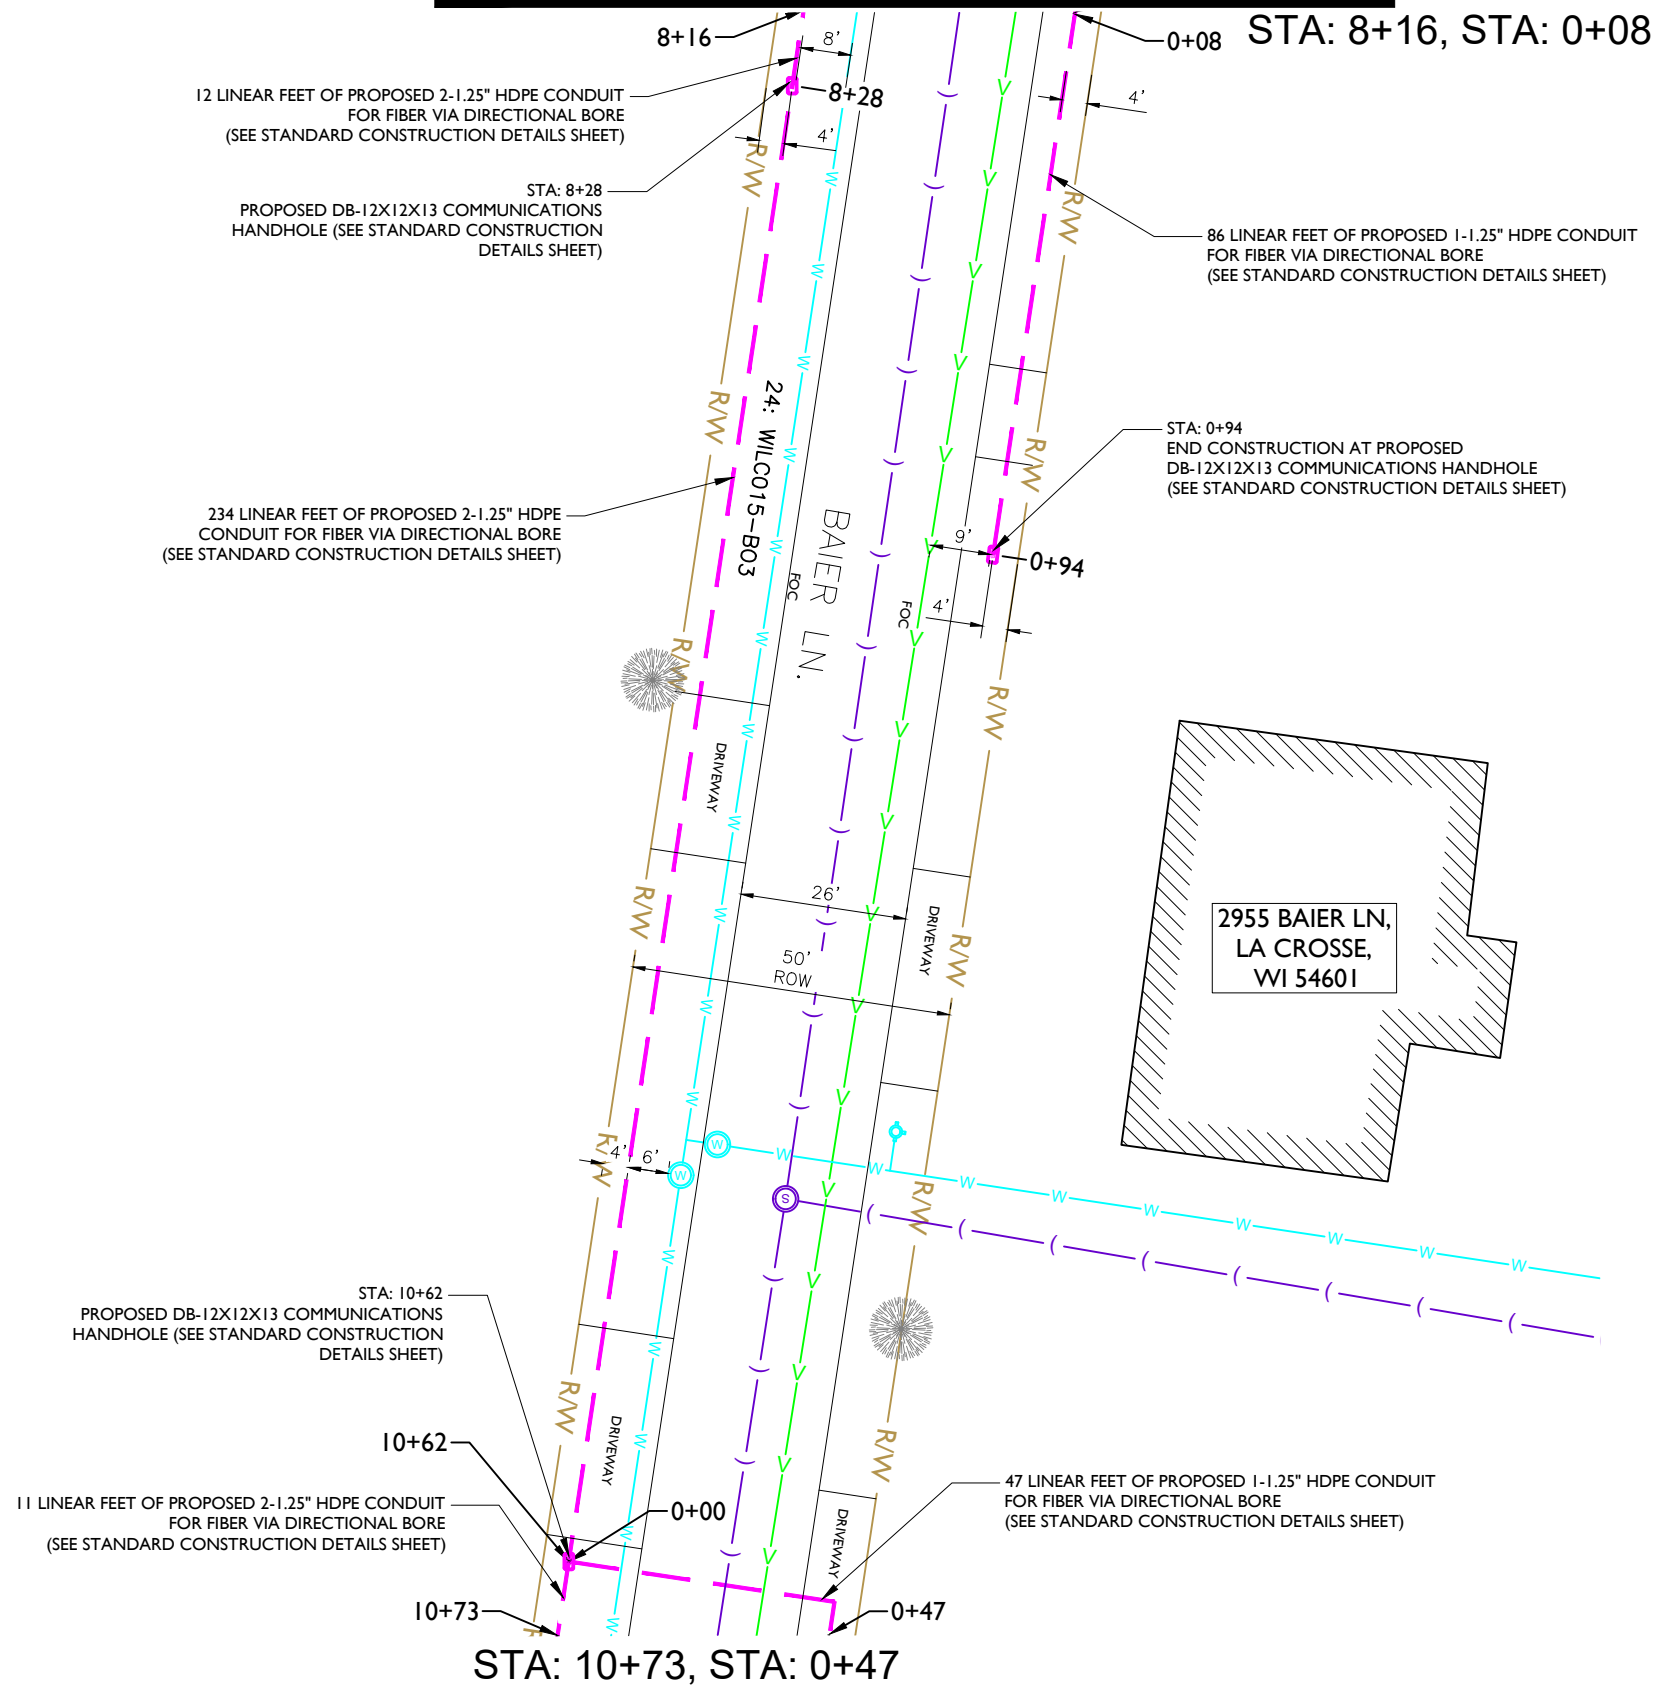 STA: 8+16, STA: 0+08
8+16
8'
0+08
12 LINEAR FEET OF PROPOSED 2-1.25" HDPE CONDUIT
FOR FIBER VIA DIRECTIONAL BORE
(SEE STANDARD CONSTRUCTION DETAILS SHEET)
8+28
4'
4'
R/W
W
V
R/W
STA: 8+28
PROPOSED DB-12X12X13 COMMUNICATIONS
HANDHOLE (SEE STANDARD CONSTRUCTION
DETAILS SHEET)
86 LINEAR FEET OF PROPOSED 1-1.25" HDPE CONDUIT
FOR FIBER VIA DIRECTIONAL BORE
(SEE STANDARD CONSTRUCTION DETAILS SHEET)
W
V
W
V
R/W
24: WILC015-B03
STA: 0+94
END CONSTRUCTION AT PROPOSED
DB-12X12X13 COMMUNICATIONS HANDHOLE
(SEE STANDARD CONSTRUCTION DETAILS SHEET)
R/W
W
V
234 LINEAR FEET OF PROPOSED 2-1.25" HDPE
CONDUIT FOR FIBER VIA DIRECTIONAL BORE
(SEE STANDARD CONSTRUCTION DETAILS SHEET)
BAIER LN.
9'
0+94
W
V
FOC
FOC
4'
R/W
W
V
R/W
DRIVEWAY
W
V
W
V
26'
R/W
W
V
DRIVEWAY
R/W
2955 BAIER LN,
LA CROSSE,
WI 54601
50'
ROW
W
V
W
V
R/W
4'
6'
W
W
W
W
S
V
R/W
W
W
W
W
W
W
W
W
V
STA: 10+62
PROPOSED DB-12X12X13 COMMUNICATIONS
HANDHOLE (SEE STANDARD CONSTRUCTION
DETAILS SHEET)
W
V
R/W
DRIVEWAY
W
V
R/W
10+62
47 LINEAR FEET OF PROPOSED 1-1.25" HDPE CONDUIT
FOR FIBER VIA DIRECTIONAL BORE
(SEE STANDARD CONSTRUCTION DETAILS SHEET)
11 LINEAR FEET OF PROPOSED 2-1.25" HDPE CONDUIT
FOR FIBER VIA DIRECTIONAL BORE
(SEE STANDARD CONSTRUCTION DETAILS SHEET)
0+00
DRIVEWAY
W
V
10+73
W
0+47
STA: 10+73, STA: 0+47